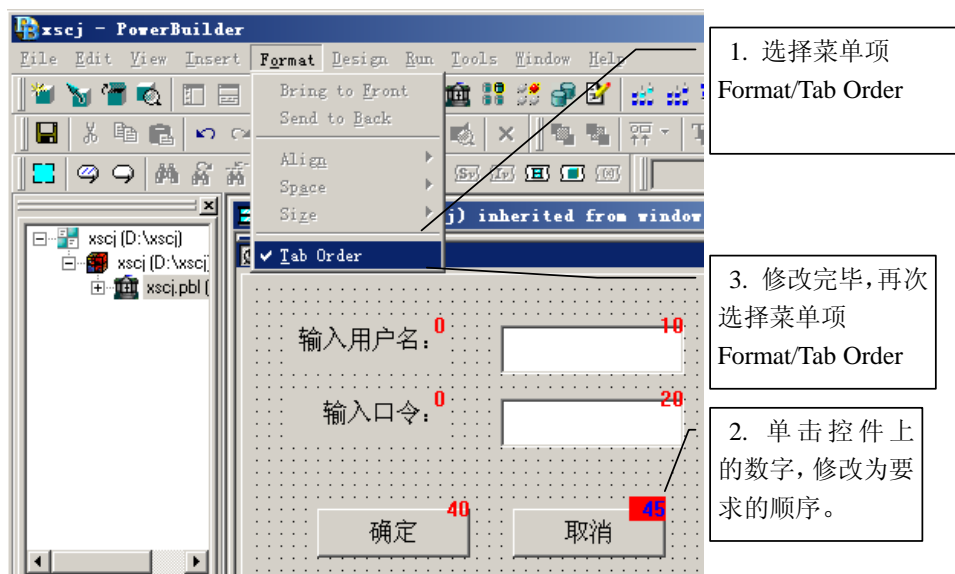 xscj - PowerBuilder
File Edit View Insert Format Design Run Tools Window Help
Bring to Front
Send to Back
Align
Space
Size
Tab Order
j) inherited from window
xscj (D:\xscj)
xscj (D:\xscj
xscj.pbl (
输入用户名：
0
10
输入口令：
0
20
确定
40
取消
45
1. 选择菜单项
Format/Tab Order
3. 修改完毕，再次
选择菜单项
Format/Tab Order
2. 单击控件上
的数字，修改为要
求的顺序。